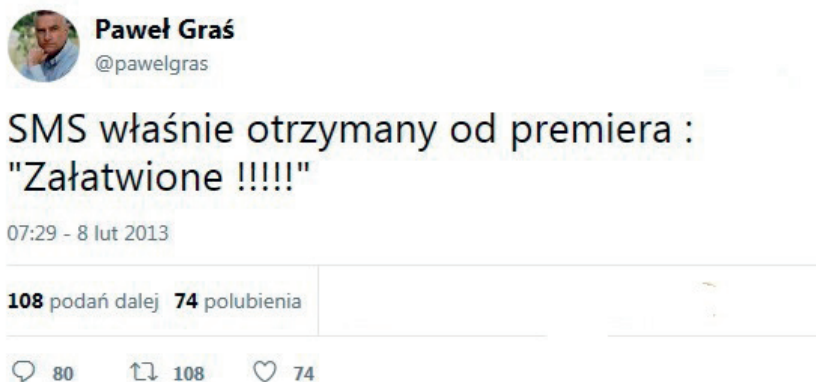 Paweł Graś
@pawelgras
SMS właśnie otrzymany od premiera :
"Załatwione !!!!!"
07:29 - 8 lut 2013
108 podań dalej 74 polubienia
80 108 74